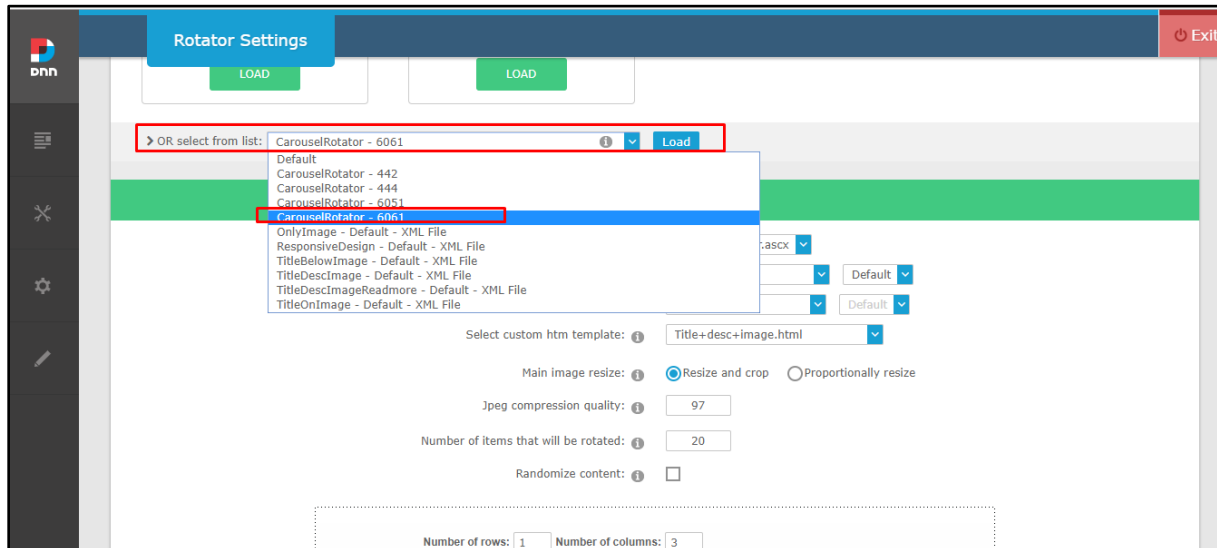 Rotator Settings
Exit
DNN
LOAD LOAD
OR select from list: CarouselRotator - 6061 Load
Default
CarouselRotator - 442
CarouselRotator - 444
CarouselRotator - 6051
CarouselRotator - 6061
OnlyImage - Default - XML File
ResponsiveDesign - Default - XML File
TitleBelowImage - Default - XML File
TitleDescImage - Default - XML File
TitleDescImageReadmore - Default - XML File
TitleOnImage - Default - XML File
.ascx
Default
Default
Select custom htm template: Title+desc+image.html
Main image resize: Resize and crop Proportionally resize
Jpeg compression quality: 97
Number of items that will be rotated: 20
Randomize content:
Number of rows: 1 Number of columns: 3